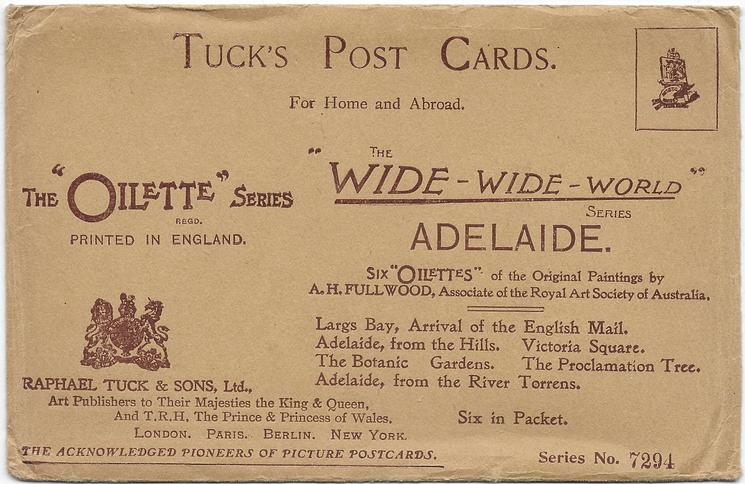 TUCK'S POST CARDS.
For Home and Abroad.
THE "OILETTE" SERIES
REGD.
PRINTED IN ENGLAND.
THE
"WIDE-WIDE-WORLD"
SERIES
ADELAIDE.
SIX "OILETTES" of the Original Paintings by
A. H. FULLWOOD, Associate of the Royal Art Society of Australia.
Largs Bay, Arrival of the English Mail.
Adelaide, from the Hills. Victoria Square.
The Botanic Gardens. The Proclamation Tree.
Adelaide, from the River Torrens.
Six in Packet.
RAPHAEL TUCK & SONS, Ltd.,
Art Publishers to Their Majesties the King & Queen,
And T.R.H. The Prince & Princess of Wales.
LONDON. PARIS. BERLIN. NEW YORK.
THE ACKNOWLEDGED PIONEERS OF PICTURE POSTCARDS.
Series No. 7294